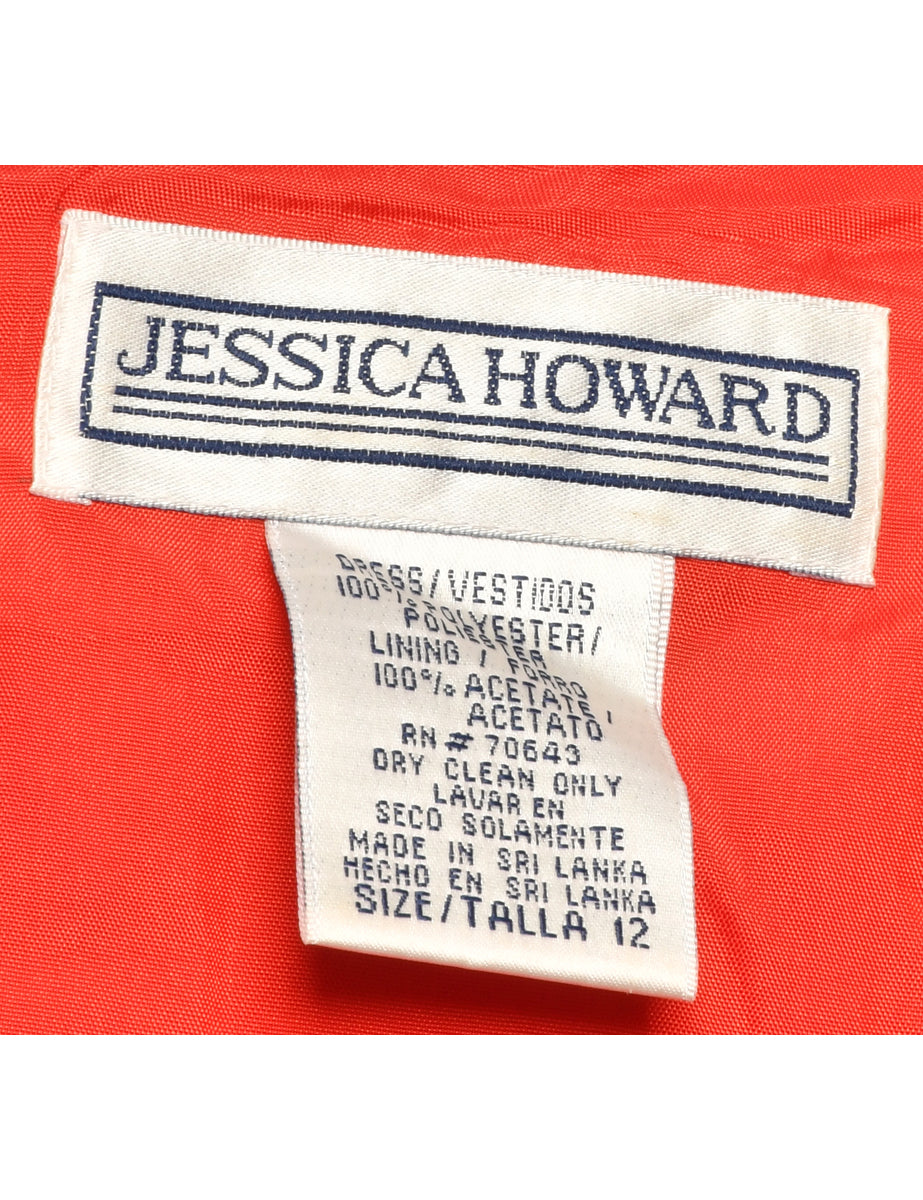 JESSICA HOWARD
DRESS/VESTIDOS
100% POLYESTER/
POLIESTER
LINING / FORRO
100% ACETATE/
ACETATO
RN # 70643
DRY CLEAN ONLY
LAVAR EN
SECO SOLAMENTE
MADE IN SRI LANKA
HECHO EN SRI LANKA
SIZE/TALLA 12